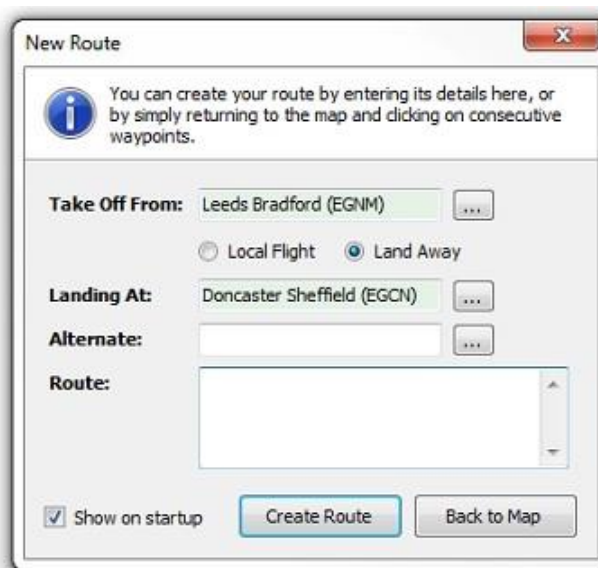 New Route
You can create your route by entering its details here, or
by simply returning to the map and clicking on consecutive
waypoints.
Take Off From: Leeds Bradford (EGNM) ...
Local Flight Land Away
Landing At: Doncaster Sheffield (EGCN) ...
Alternate: ...
Route:
Show on startup Create Route Back to Map